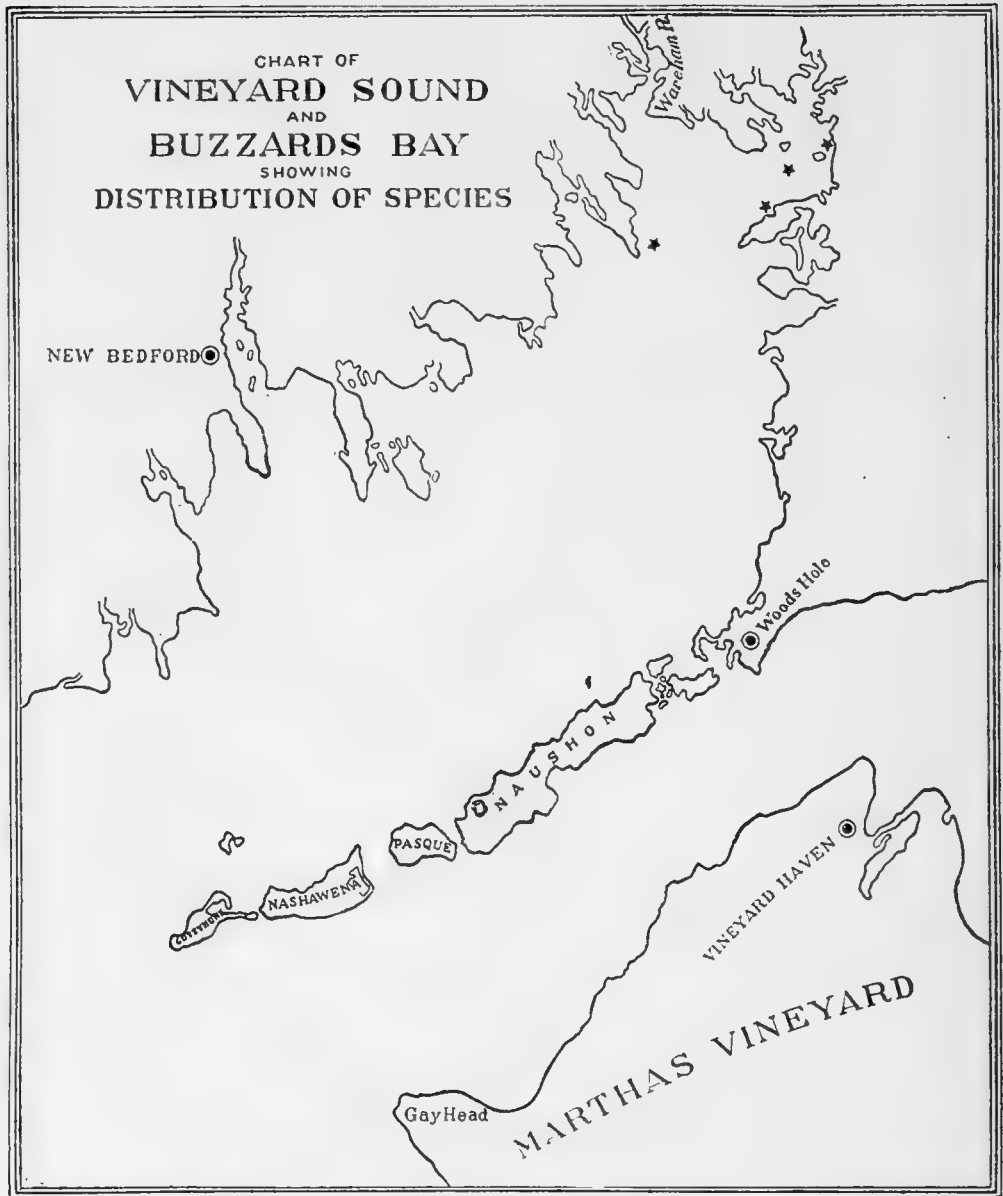 CHART OF
VINEYARD SOUND
AND
BUZZARDS BAY
SHOWING
DISTRIBUTION OF SPECIES
Wareham R.
NEW BEDFORD
Woods Hole
NAUSHON
PASQUE
NASHAWENA
VINEYARD HAVEN
MARTHAS VINEYARD
GayHead